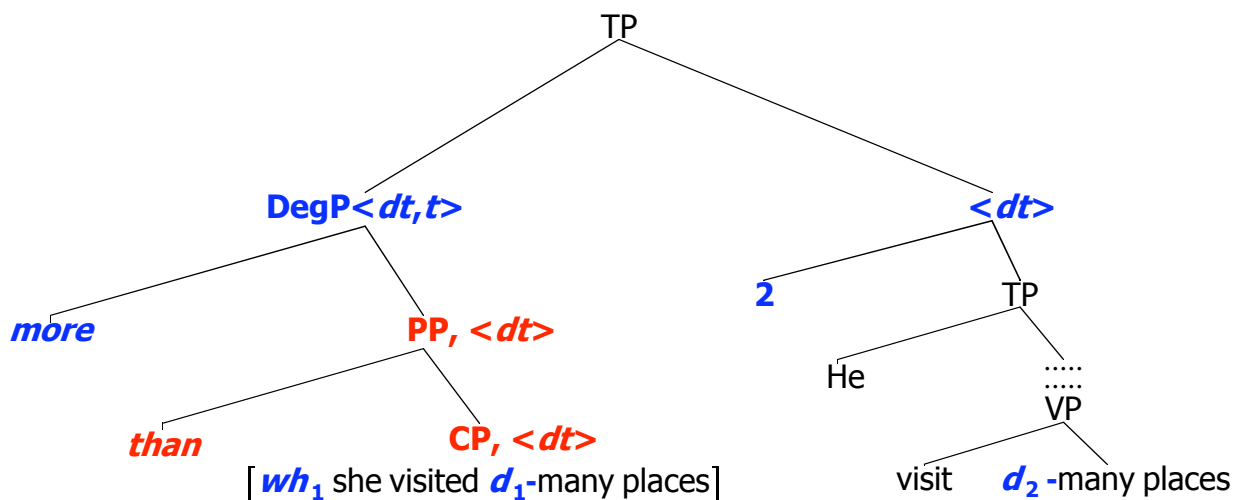 TP
DegP<dt,t> <dt>
2 TP
more PP, <dt>
He .....
.....
VP
than CP, <dt>
[wh₁ she visited d₁-many places] visit d₂-many places